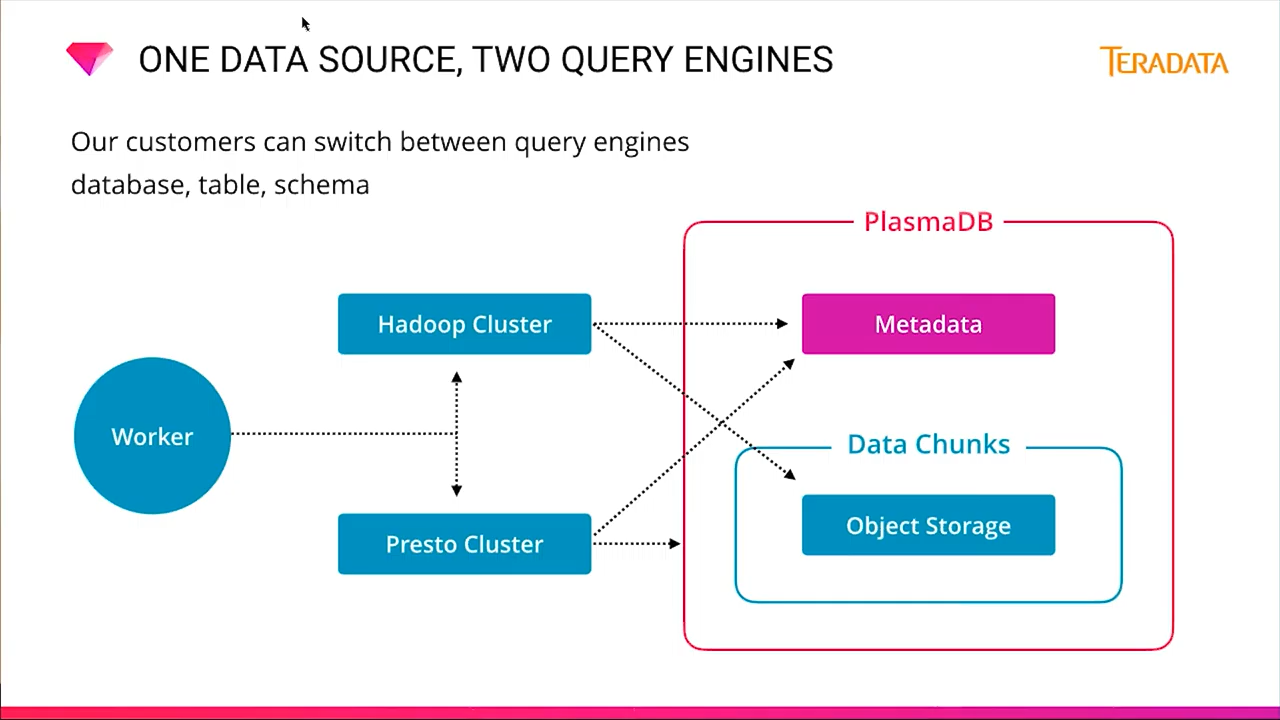 ONE DATA SOURCE, TWO QUERY ENGINES
TERADATA
Our customers can switch between query engines
database, table, schema
PlasmaDB
Hadoop Cluster
Metadata
Worker
Data Chunks
Object Storage
Presto Cluster